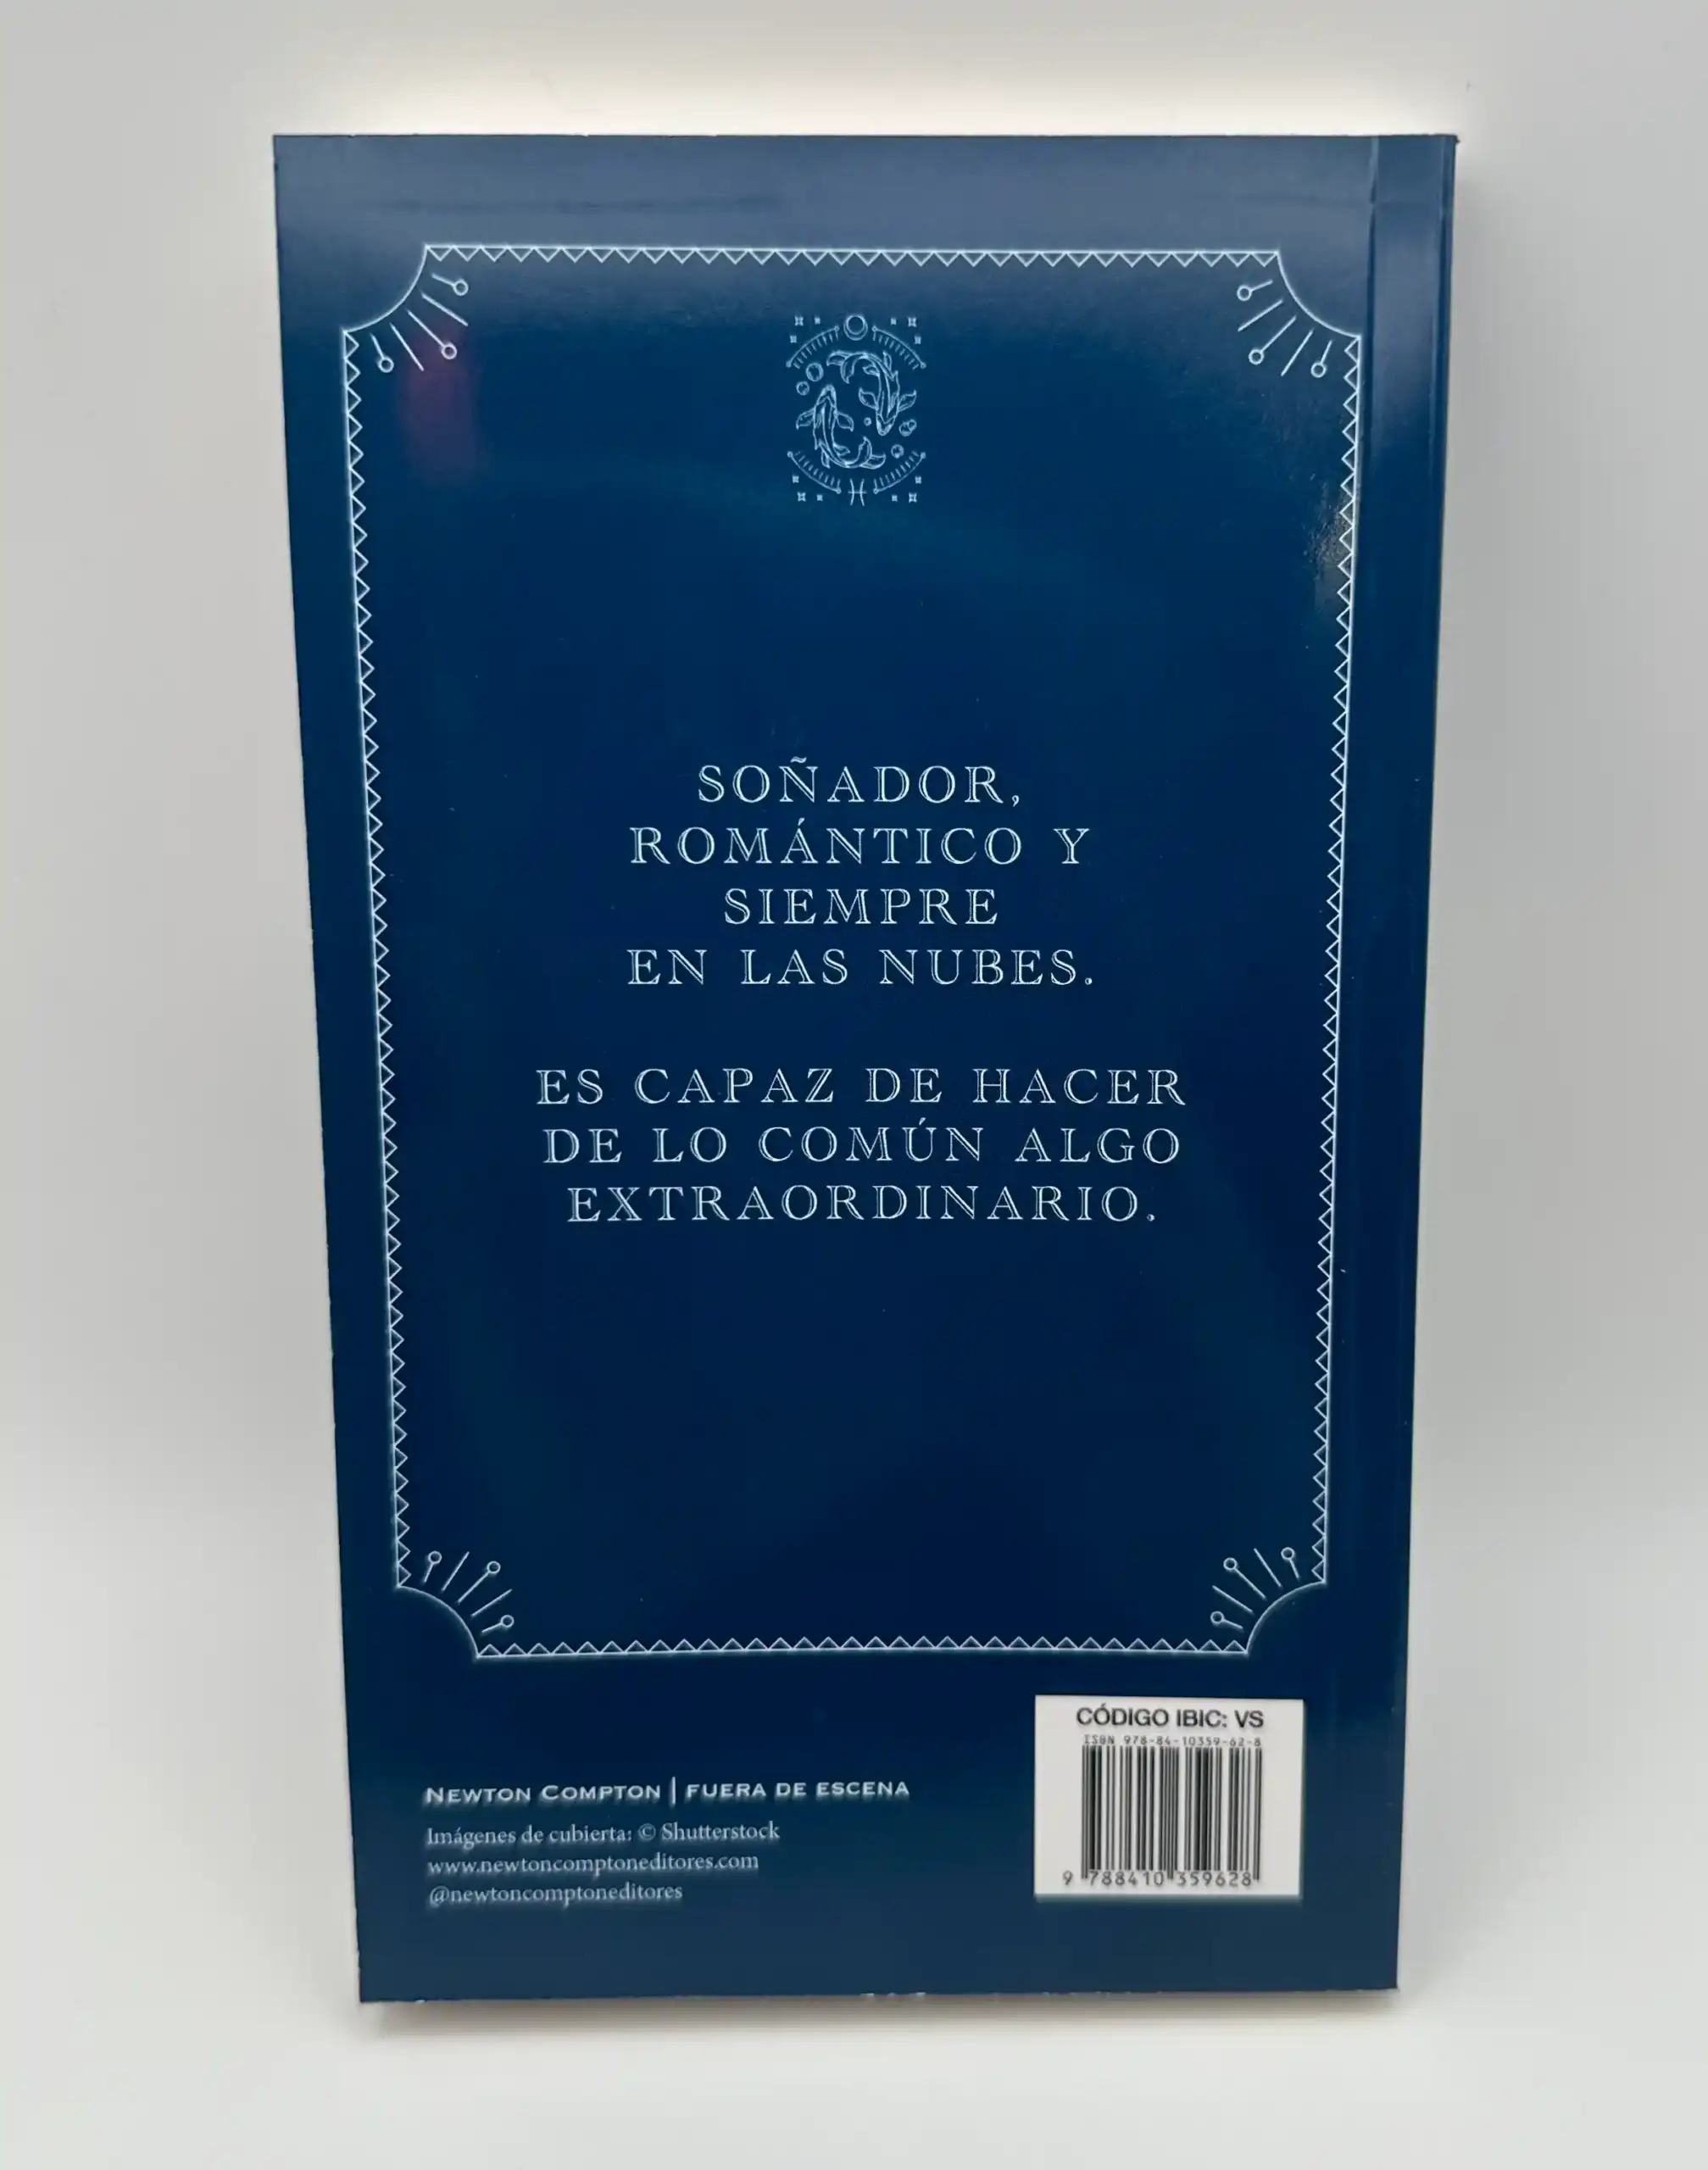 SOÑADOR,
ROMÁNTICO Y
SIEMPRE
EN LAS NUBES.
ES CAPAZ DE HACER
DE LO COMÚN ALGO
EXTRAORDINARIO.
NEWTON COMPTON | FUERA DE ESCENA
Imágenes de cubierta: © Shutterstock
www.newtoncomptoneditores.com
@newtoncomptoneditores
CÓDIGO IBIC: VS
ISBN 978-84-10359-62-8
9 788410 359628